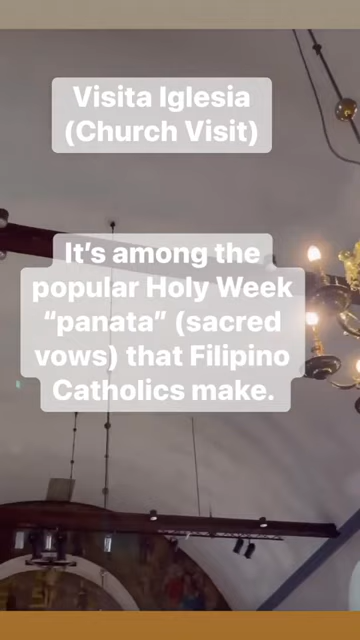 Visita Iglesia
(Church Visit)
It's among the
popular Holy Week
“panata” (sacred
vows) that Filipino
Catholics make.